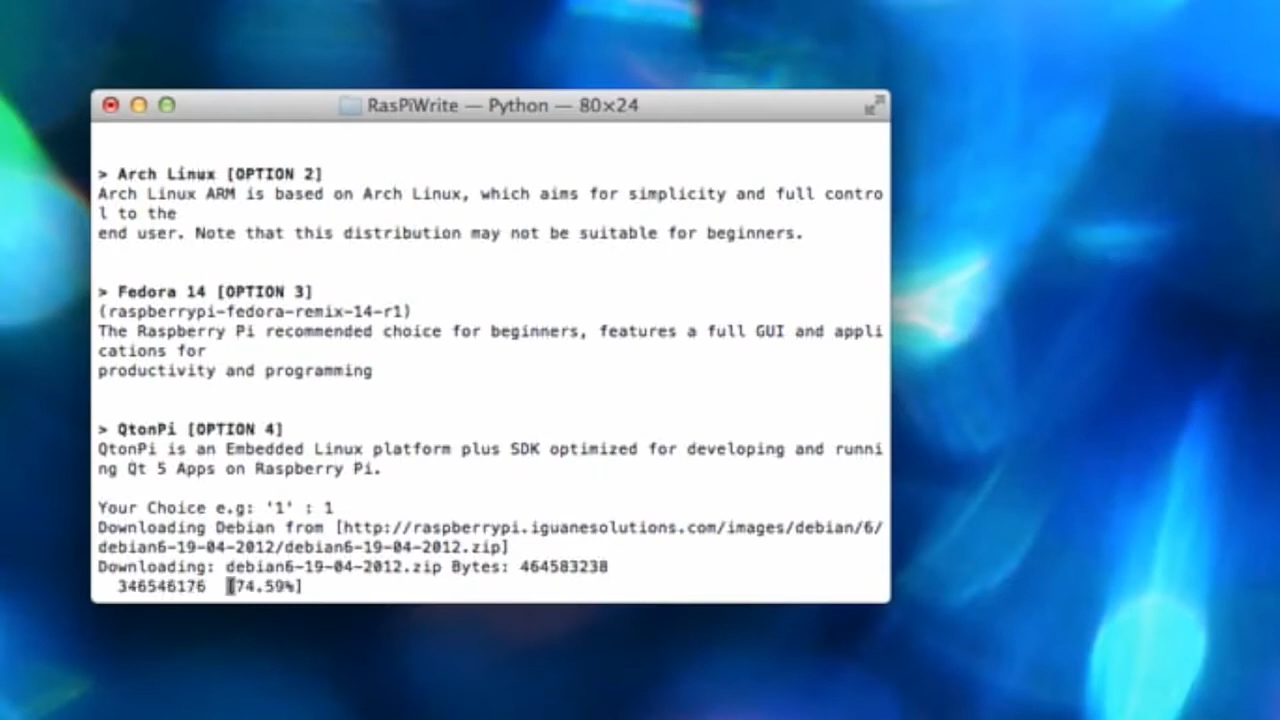 RasPiWrite — Python — 80×24
> Arch Linux [OPTION 2]
Arch Linux ARM is based on Arch Linux, which aims for simplicity and full contro
l to the
end user. Note that this distribution may not be suitable for beginners.
> Fedora 14 [OPTION 3]
(raspberrypi-fedora-remix-14-r1)
The Raspberry Pi recommended choice for beginners, features a full GUI and appli
cations for
productivity and programming
> QtonPi [OPTION 4]
QtonPi is an Embedded Linux platform plus SDK optimized for developing and runni
ng Qt 5 Apps on Raspberry Pi.
Your Choice e.g: '1' : 1
Downloading Debian from [http://raspberrypi.iguanesolutions.com/images/debian/6/
debian6-19-04-2012/debian6-19-04-2012.zip]
Downloading: debian6-19-04-2012.zip Bytes: 464583238
346546176 [74.59%]